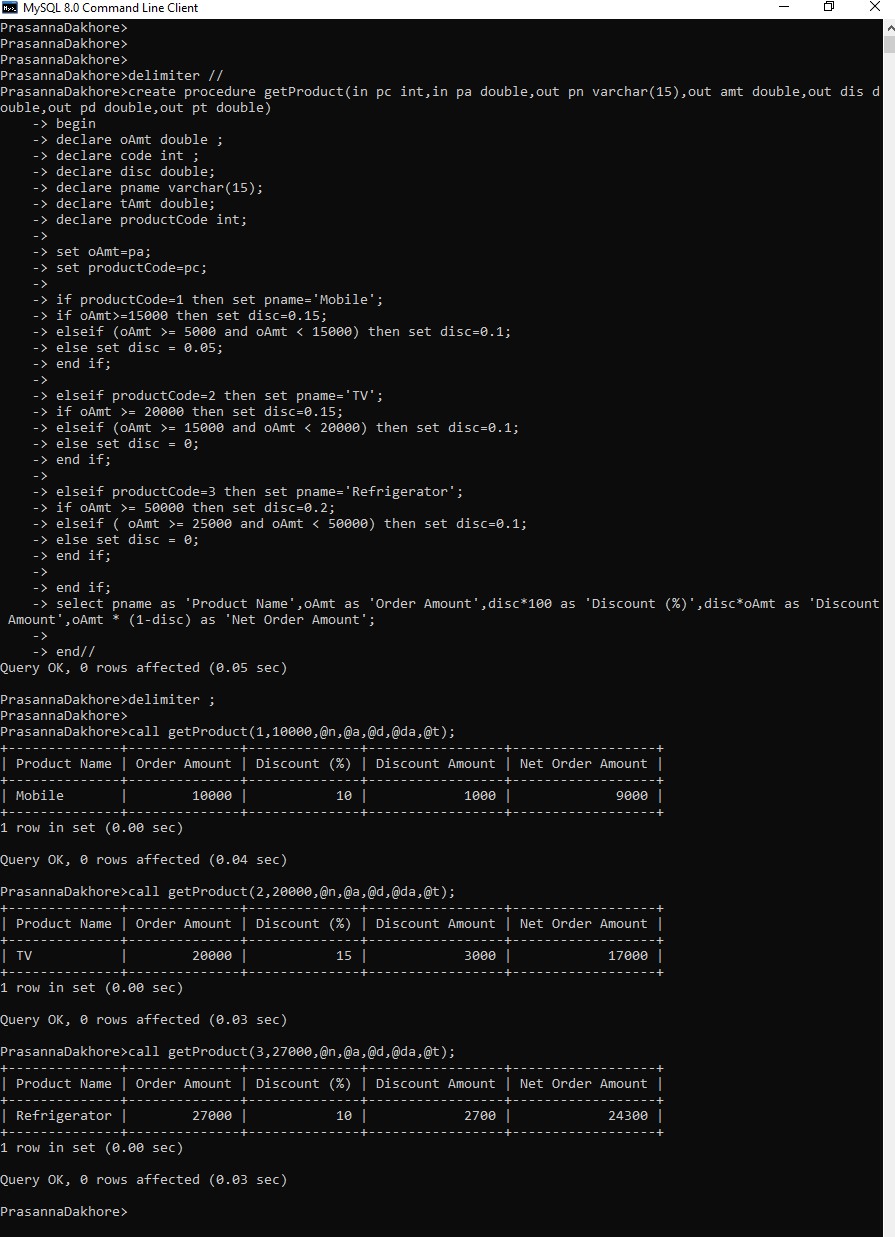 MySQL 8.0 Command Line Client
PrasannaDakhore>
PrasannaDakhore>
PrasannaDakhore>
PrasannaDakhore>delimiter //
PrasannaDakhore>create procedure getProduct(in pc int,in pa double,out pn varchar(15),out amt double,out dis d
ouble,out pd double,out pt double)
    -> begin
    -> declare oAmt double ;
    -> declare code int ;
    -> declare disc double;
    -> declare pname varchar(15);
    -> declare tAmt double;
    -> declare productCode int;
    ->
    -> set oAmt=pa;
    -> set productCode=pc;
    ->
    -> if productCode=1 then set pname='Mobile';
    -> if oAmt>=15000 then set disc=0.15;
    -> elseif (oAmt >= 5000 and oAmt < 15000) then set disc=0.1;
    -> else set disc = 0.05;
    -> end if;
    ->
    -> elseif productCode=2 then set pname='TV';
    -> if oAmt >= 20000 then set disc=0.15;
    -> elseif (oAmt >= 15000 and oAmt < 20000) then set disc=0.1;
    -> else set disc = 0;
    -> end if;
    ->
    -> elseif productCode=3 then set pname='Refrigerator';
    -> if oAmt >= 50000 then set disc=0.2;
    -> elseif ( oAmt >= 25000 and oAmt < 50000) then set disc=0.1;
    -> else set disc = 0;
    -> end if;
    ->
    -> end if;
    -> select pname as 'Product Name',oAmt as 'Order Amount',disc*100 as 'Discount (%)',disc*oAmt as 'Discount
 Amount',oAmt * (1-disc) as 'Net Order Amount';
    ->
    -> end//
Query OK, 0 rows affected (0.05 sec)

PrasannaDakhore>delimiter ;
PrasannaDakhore>
PrasannaDakhore>call getProduct(1,10000,@n,@a,@d,@da,@t);
+--------------+--------------+--------------+-----------------+------------------+
| Product Name | Order Amount | Discount (%) | Discount Amount | Net Order Amount |
+--------------+--------------+--------------+-----------------+------------------+
| Mobile       |        10000 |           10 |            1000 |             9000 |
+--------------+--------------+--------------+-----------------+------------------+
1 row in set (0.00 sec)

Query OK, 0 rows affected (0.04 sec)

PrasannaDakhore>call getProduct(2,20000,@n,@a,@d,@da,@t);
+--------------+--------------+--------------+-----------------+------------------+
| Product Name | Order Amount | Discount (%) | Discount Amount | Net Order Amount |
+--------------+--------------+--------------+-----------------+------------------+
| TV           |        20000 |           15 |            3000 |            17000 |
+--------------+--------------+--------------+-----------------+------------------+
1 row in set (0.00 sec)

Query OK, 0 rows affected (0.03 sec)

PrasannaDakhore>call getProduct(3,27000,@n,@a,@d,@da,@t);
+--------------+--------------+--------------+-----------------+------------------+
| Product Name | Order Amount | Discount (%) | Discount Amount | Net Order Amount |
+--------------+--------------+--------------+-----------------+------------------+
| Refrigerator |        27000 |           10 |            2700 |            24300 |
+--------------+--------------+--------------+-----------------+------------------+
1 row in set (0.00 sec)

Query OK, 0 rows affected (0.03 sec)

PrasannaDakhore>